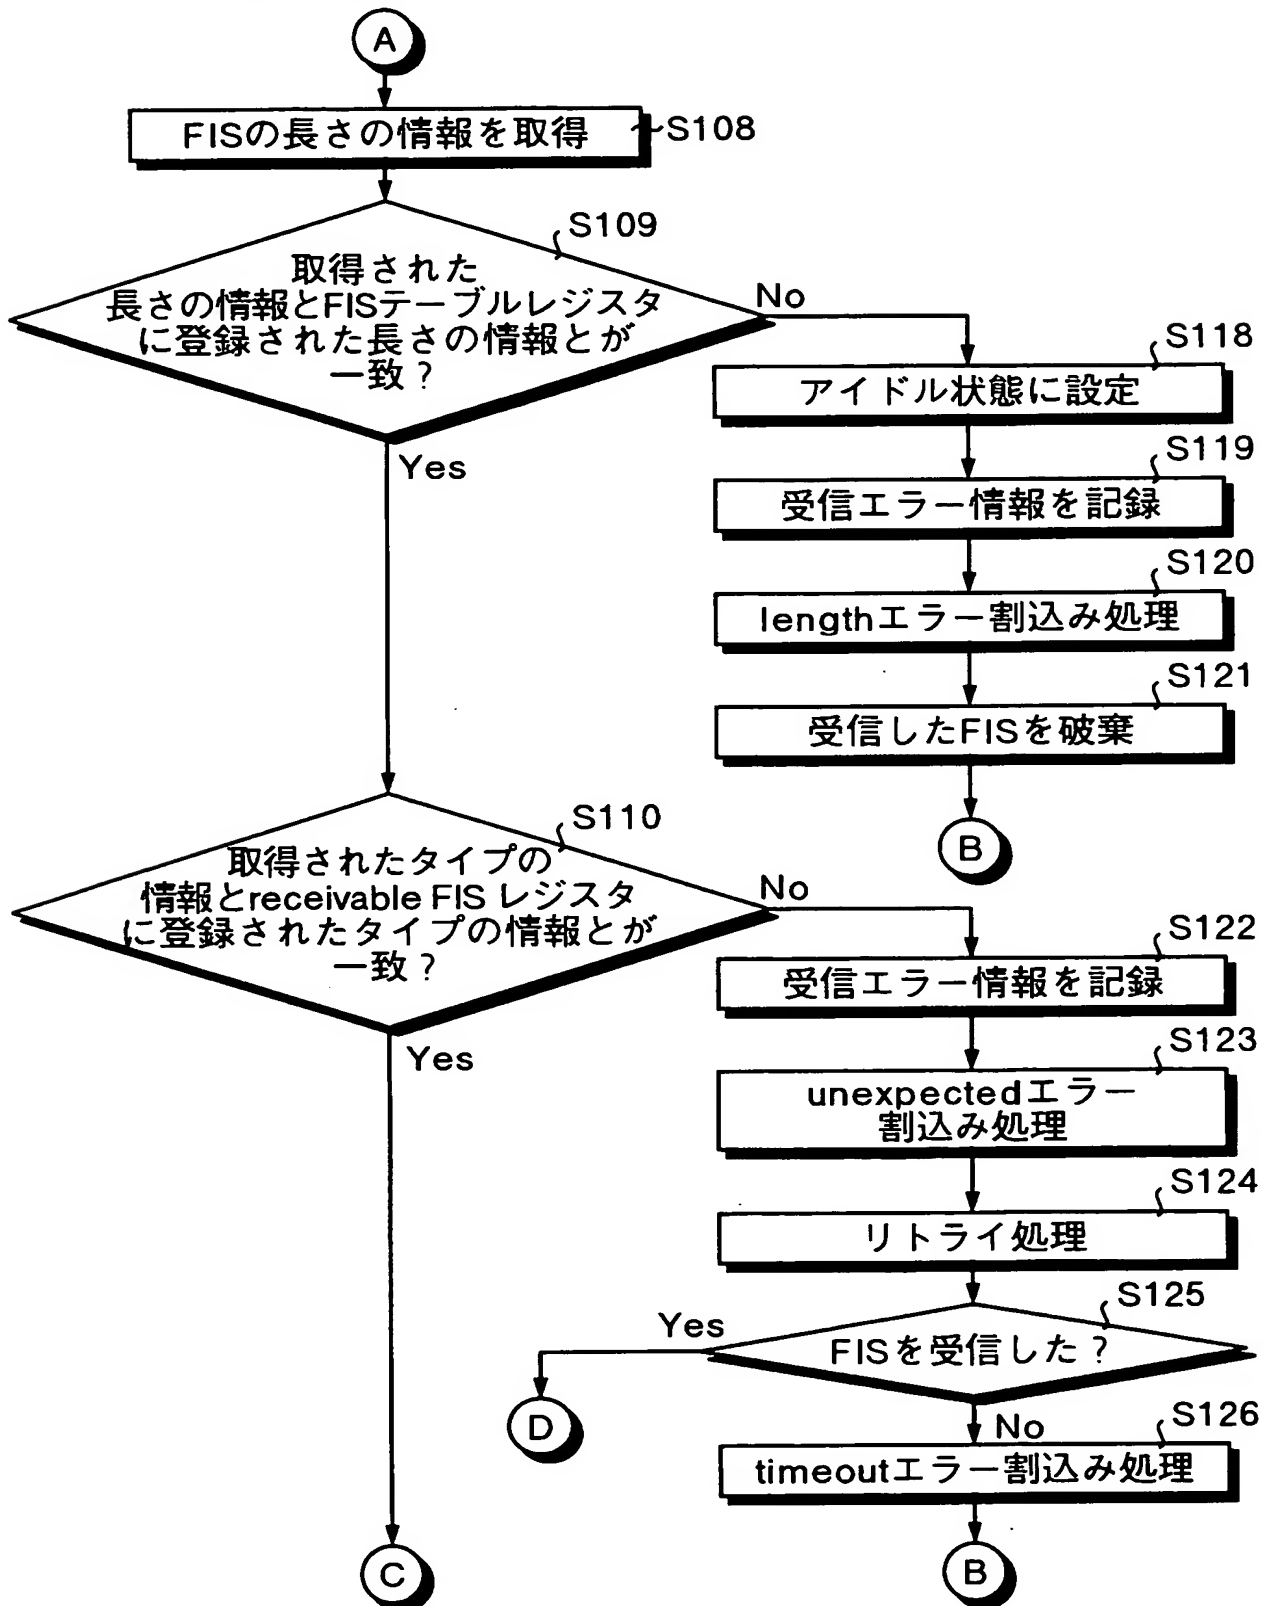 A
FISの長さの情報を取得
S108
S109
取得された
長さの情報とFISテーブルレジスタ
に登録された長さの情報とが
一致?
No
Yes
S118
アイドル状態に設定
S119
受信エラー情報を記録
S120
lengthエラー割込み処理
S121
受信したFISを破棄
B
S110
取得されたタイプの
情報とreceivable FIS レジスタ
に登録されたタイプの情報とが
一致?
No
Yes
S122
受信エラー情報を記録
S123
unexpectedエラー
割込み処理
S124
リトライ処理
S125
FISを受信した?
Yes
D
No
S126
timeoutエラー割込み処理
C
B